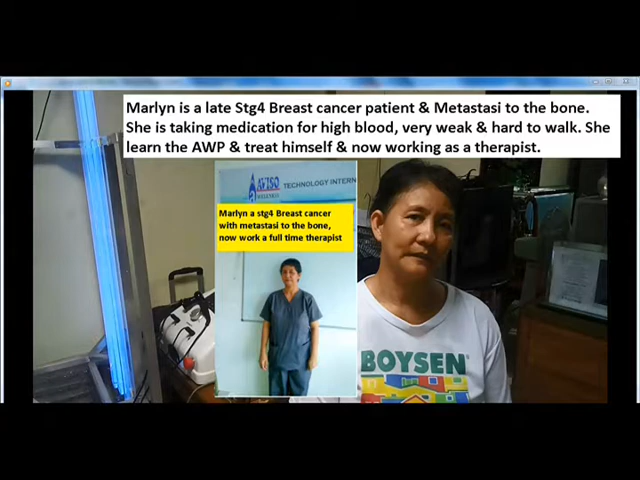 Marlyn is a late Stg4 Breast cancer patient & Metastasi to the bone.
She is taking medication for high blood, very weak & hard to walk. She
learn the AWP & treat himself & now working as a therapist.
AVISO
TECHNOLOGY INTERN
Marlyn a stg4 Breast cancer
with metastasi to the bone,
now work a full time therapist
BOYSEN